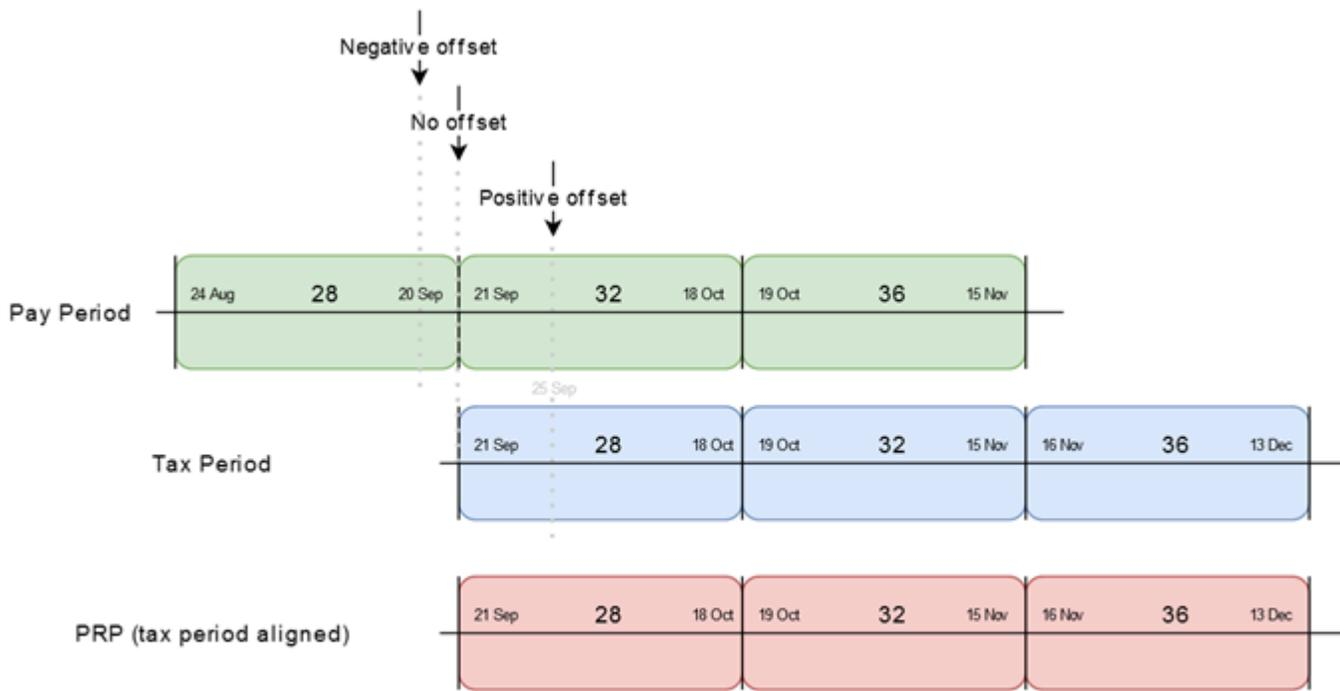 Negative offset
No offset
Positive offset
Pay Period
24 Aug 28 20 Sep 21 Sep 32 18 Oct 19 Oct 36 15 Nov
25 Sep
Tax Period
21 Sep 28 18 Oct 19 Oct 32 15 Nov 16 Nov 36 13 Dec
PRP (tax period aligned)
21 Sep 28 18 Oct 19 Oct 32 15 Nov 16 Nov 36 13 Dec